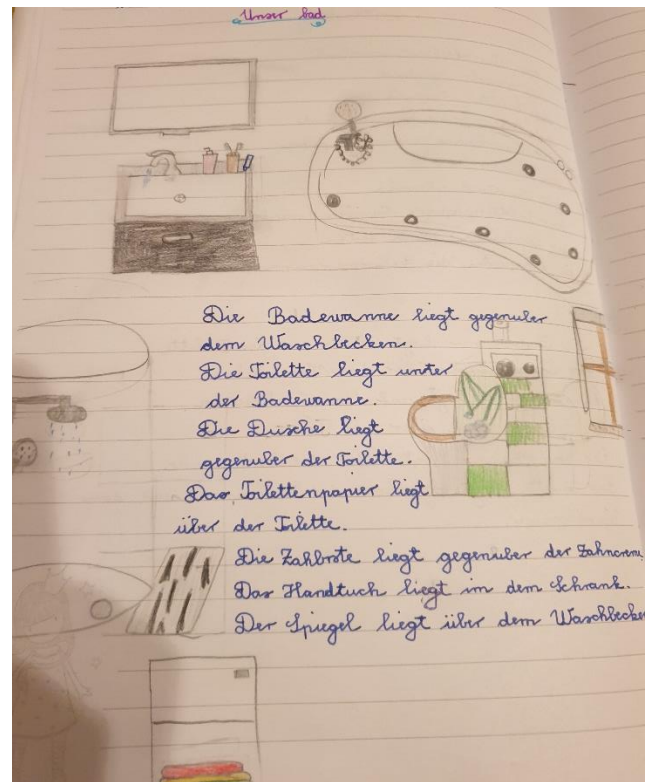 Unser bad
Die Badewanne liegt gegenuber
dem Waschbecken.
Die Toilette liegt unter
der Badewanne.
Die Dusche liegt
gegenuber der Toilette.
Das Toilettenpapier liegt
über der Toilette.
Die Zahbrste liegt gegenuber der Zahncreme.
Das Handtuch liegt im dem Schrank.
Der Spiegel liegt über dem Waschbecken